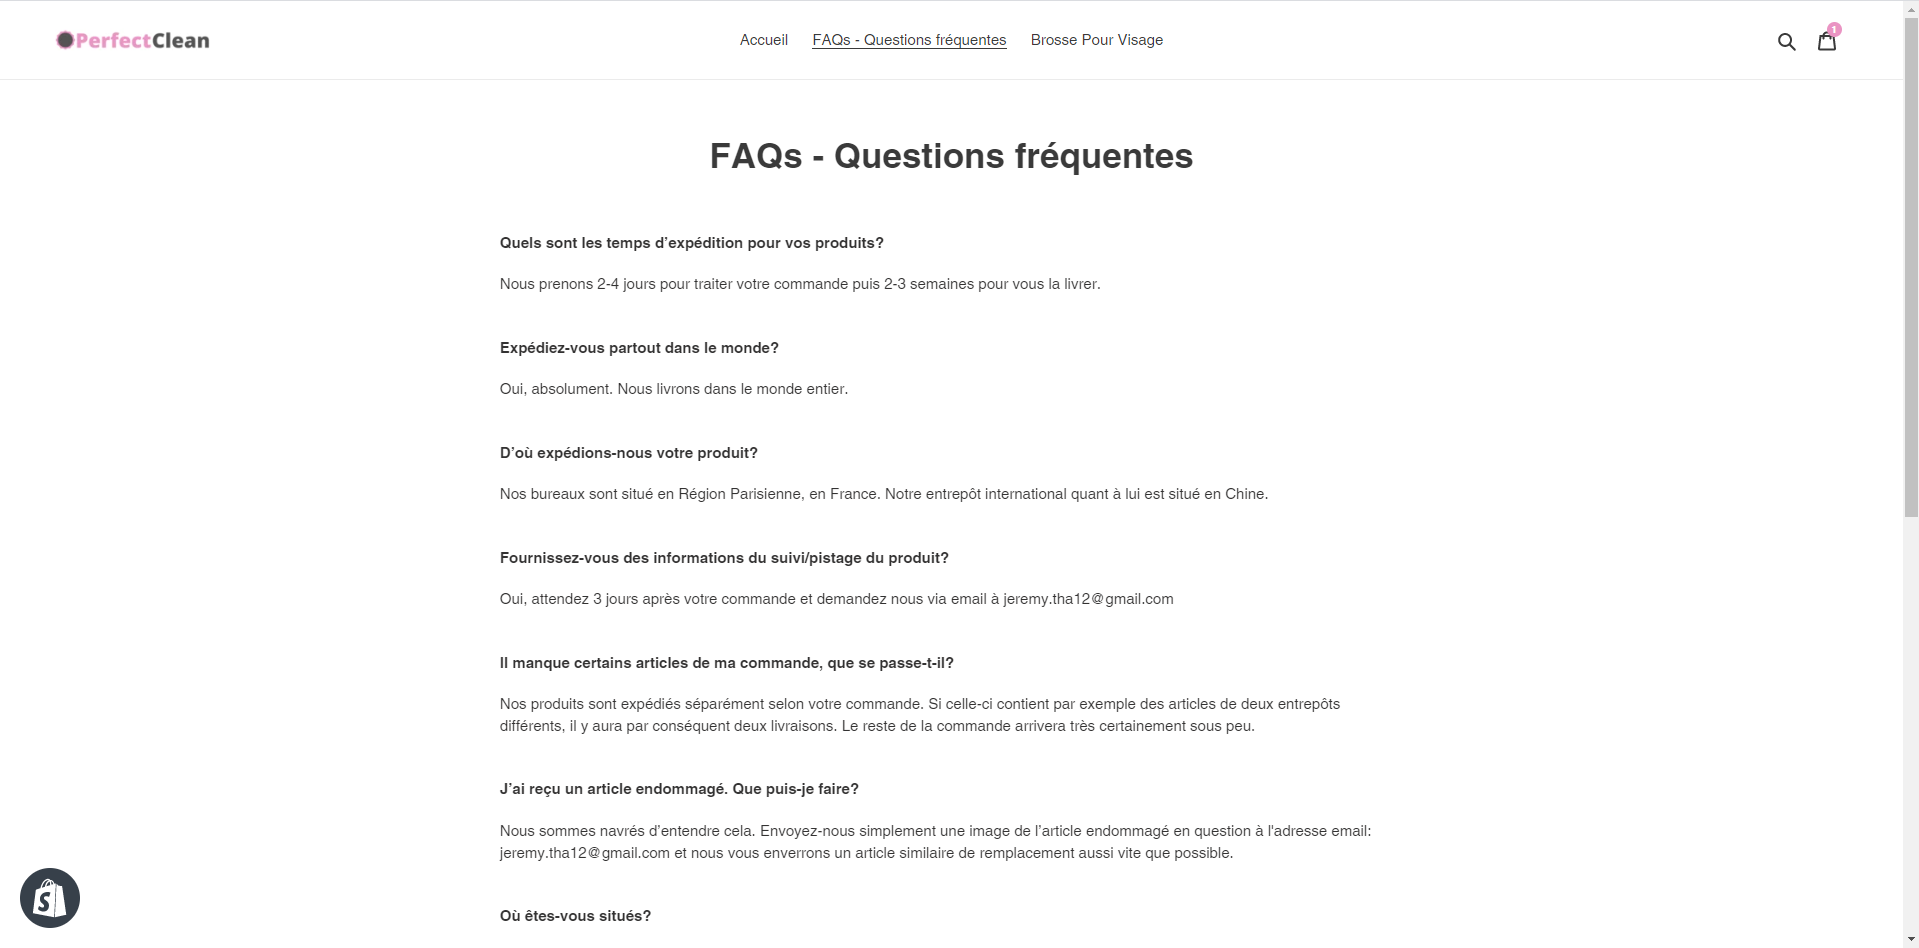 PerfectClean
Accueil
FAQs - Questions fréquentes
Brosse Pour Visage
1
FAQs - Questions fréquentes
Quels sont les temps d’expédition pour vos produits?
Nous prenons 2-4 jours pour traiter votre commande puis 2-3 semaines pour vous la livrer.
Expédiez-vous partout dans le monde?
Oui, absolument. Nous livrons dans le monde entier.
D’où expédions-nous votre produit?
Nos bureaux sont situé en Région Parisienne, en France. Notre entrepôt international quant à lui est situé en Chine.
Fournissez-vous des informations du suivi/pistage du produit?
Oui, attendez 3 jours après votre commande et demandez nous via email à jeremy.tha12@gmail.com
Il manque certains articles de ma commande, que se passe-t-il?
Nos produits sont expédiés séparément selon votre commande. Si celle-ci contient par exemple des articles de deux entrepôts
différents, il y aura par conséquent deux livraisons. Le reste de la commande arrivera très certainement sous peu.
J’ai reçu un article endommagé. Que puis-je faire?
Nous sommes navrés d’entendre cela. Envoyez-nous simplement une image de l’article endommagé en question à l'adresse email:
jeremy.tha12@gmail.com et nous vous enverrons un article similaire de remplacement aussi vite que possible.
Où êtes-vous situés?